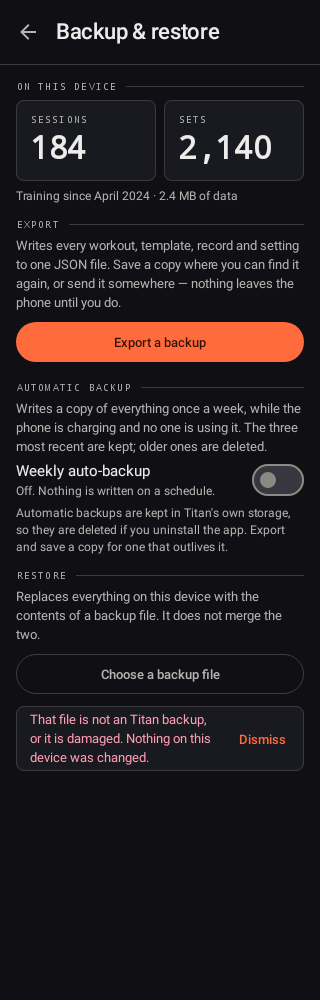 Backup & restore
ON THIS DEVICE
SESSIONS
184
SETS
2,140
Training since April 2024 · 2.4 MB of data
EXPORT
Writes every workout, template, record and setting
to one JSON file. Save a copy where you can find it
again, or send it somewhere — nothing leaves the
phone until you do.
Export a backup
AUTOMATIC BACKUP
Writes a copy of everything once a week, while the
phone is charging and no one is using it. The three
most recent are kept; older ones are deleted.
Weekly auto-backup
Off. Nothing is written on a schedule.
Automatic backups are kept in Titan's own storage,
so they are deleted if you uninstall the app. Export
and save a copy for one that outlives it.
RESTORE
Replaces everything on this device with the
contents of a backup file. It does not merge the
two.
Choose a backup file
That file is not an Titan backup,
or it is damaged. Nothing on this
device was changed.
Dismiss